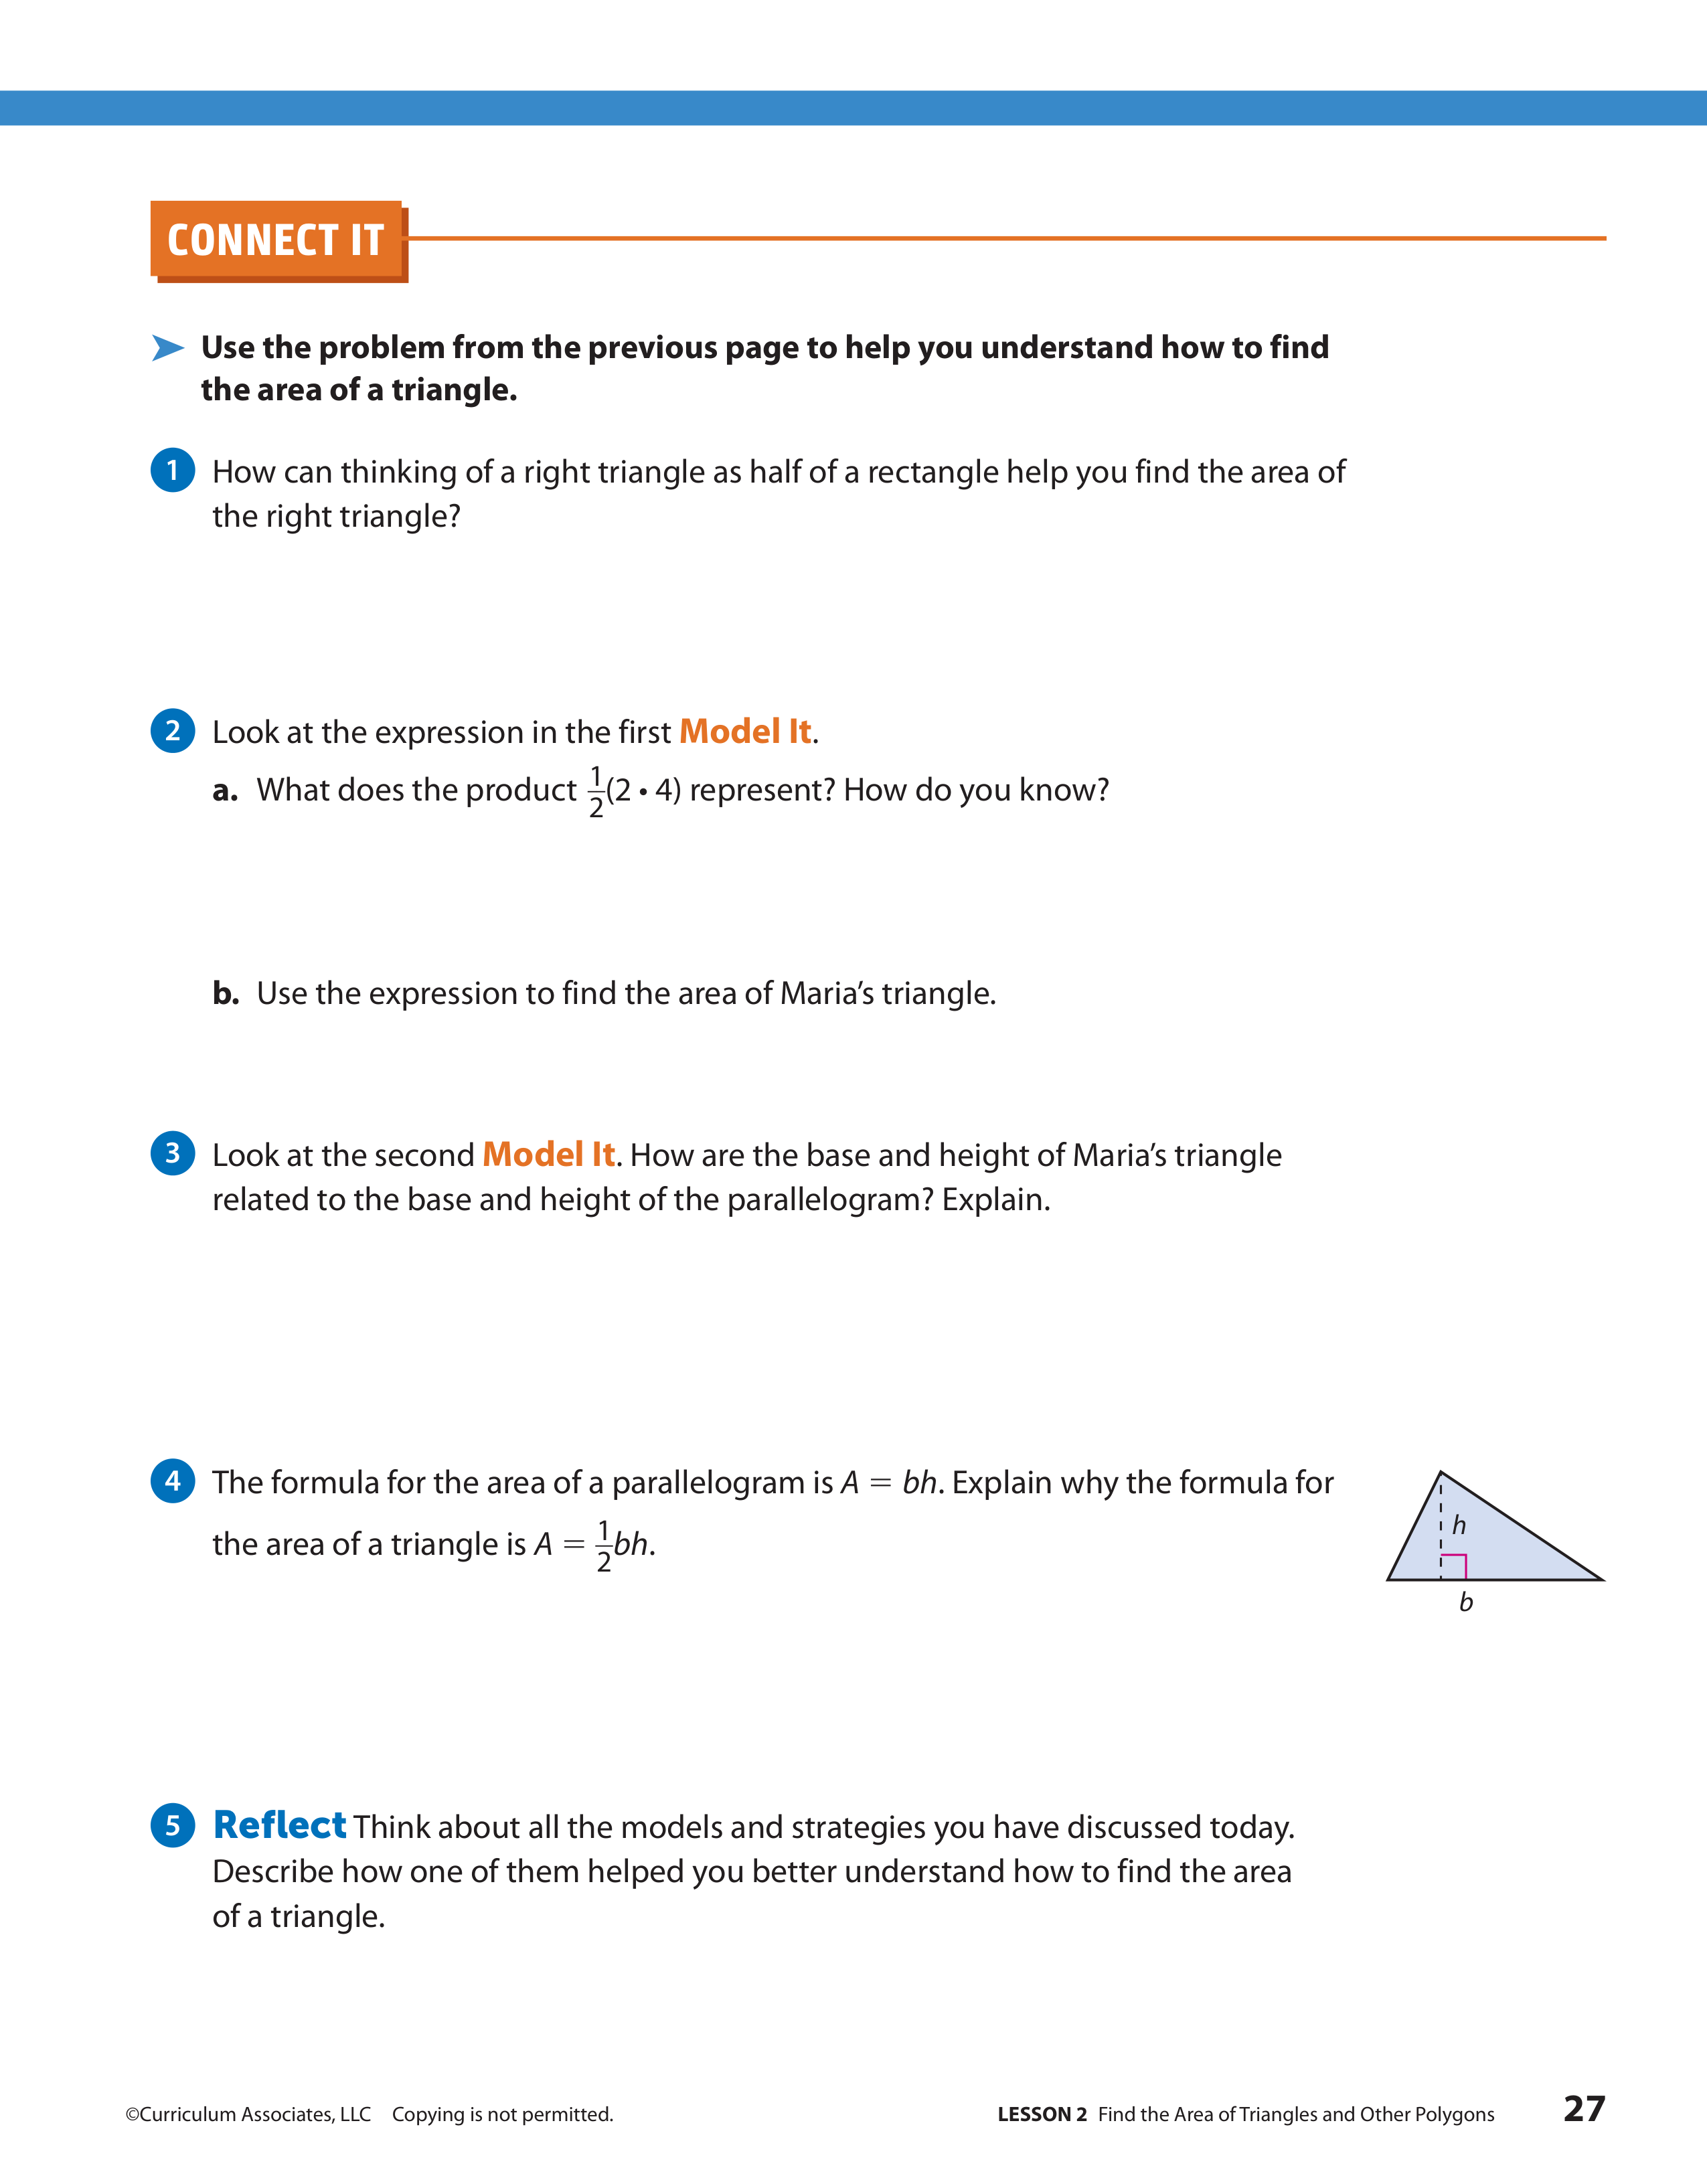 CONNECT IT
Use the problem from the previous page to help you understand how to find
the area of a triangle.
1 How can thinking of a right triangle as half of a rectangle help you find the area of
the right triangle?
2 Look at the expression in the first Model It.
a. What does the product 1/2(2 • 4) represent? How do you know?
b. Use the expression to find the area of Maria’s triangle.
3 Look at the second Model It. How are the base and height of Maria’s triangle
related to the base and height of the parallelogram? Explain.
4 The formula for the area of a parallelogram is A = bh. Explain why the formula for
the area of a triangle is A = 1/2bh.
h
b
5 Reflect Think about all the models and strategies you have discussed today.
Describe how one of them helped you better understand how to find the area
of a triangle.
©Curriculum Associates, LLC Copying is not permitted.
LESSON 2 Find the Area of Triangles and Other Polygons 27